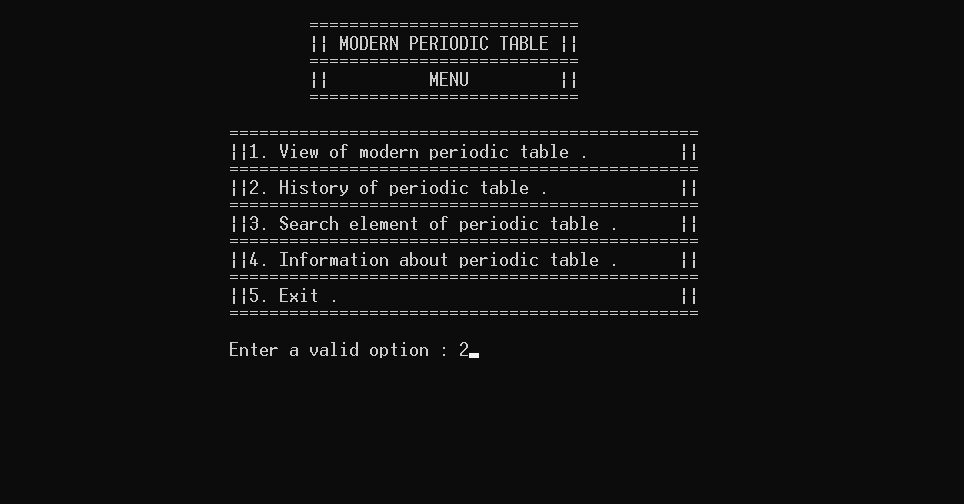 ===========================
|| MODERN PERIODIC TABLE ||
===========================
||          MENU         ||
===========================
===============================================
||1. View of modern periodic table .         ||
===============================================
||2. History of periodic table .             ||
===============================================
||3. Search element of periodic table .      ||
===============================================
||4. Information about periodic table .      ||
===============================================
||5. Exit .                                  ||
===============================================
Enter a valid option : 2